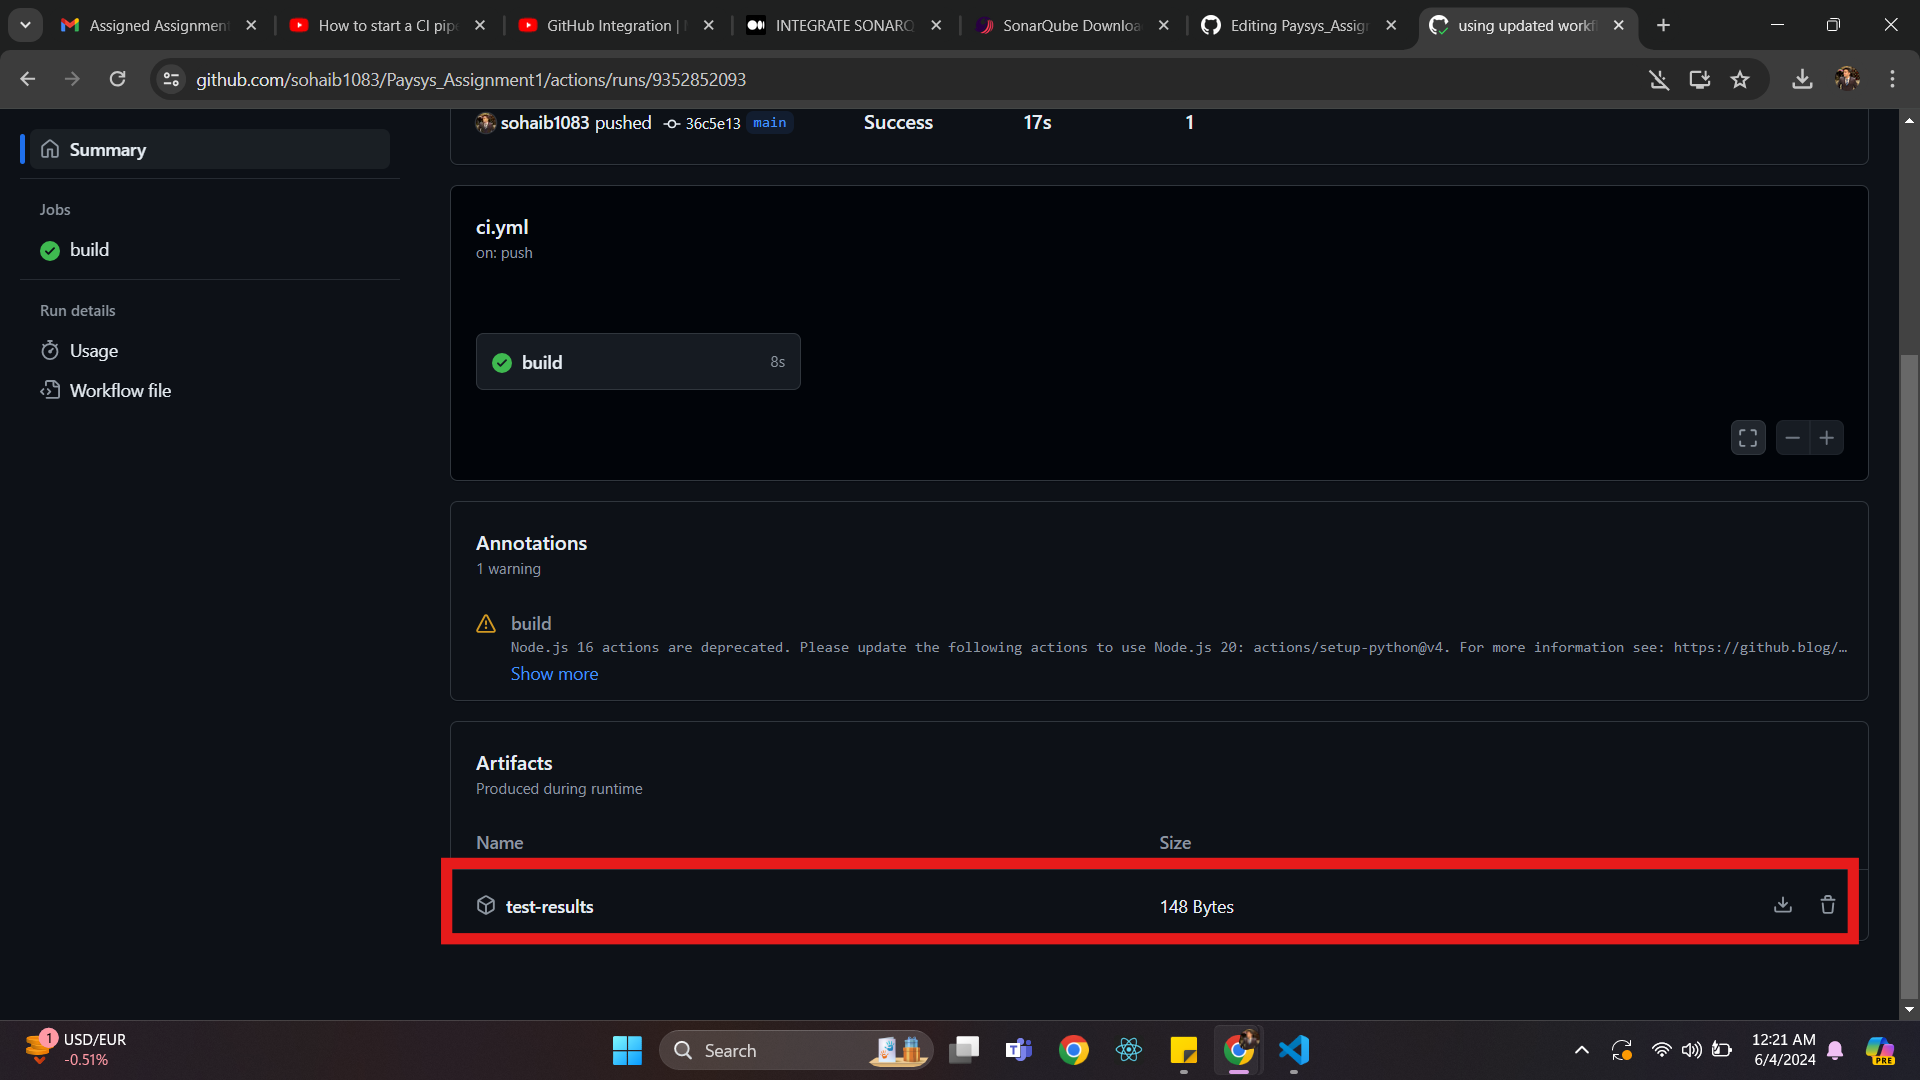 Assigned Assignment
How to start a CI pip
GitHub Integration |
INTEGRATE SONARQ
SonarQube Downloa
Editing Paysys_Assig
using updated workf
github.com/sohaib1083/Paysys_Assignment1/actions/runs/9352852093
sohaib1083 pushed 36c5e13 main Success 17s 1
Summary
Jobs
build
Run details
Usage
Workflow file
ci.yml
on: push
build 8s
Annotations
1 warning
build
Node.js 16 actions are deprecated. Please update the following actions to use Node.js 20: actions/setup-python@v4. For more information see: https://github.blog/…
Show more
Artifacts
Produced during runtime
Name Size
test-results 148 Bytes
1
USD/EUR
-0.51%
Search
12:21 AM
6/4/2024
PRE